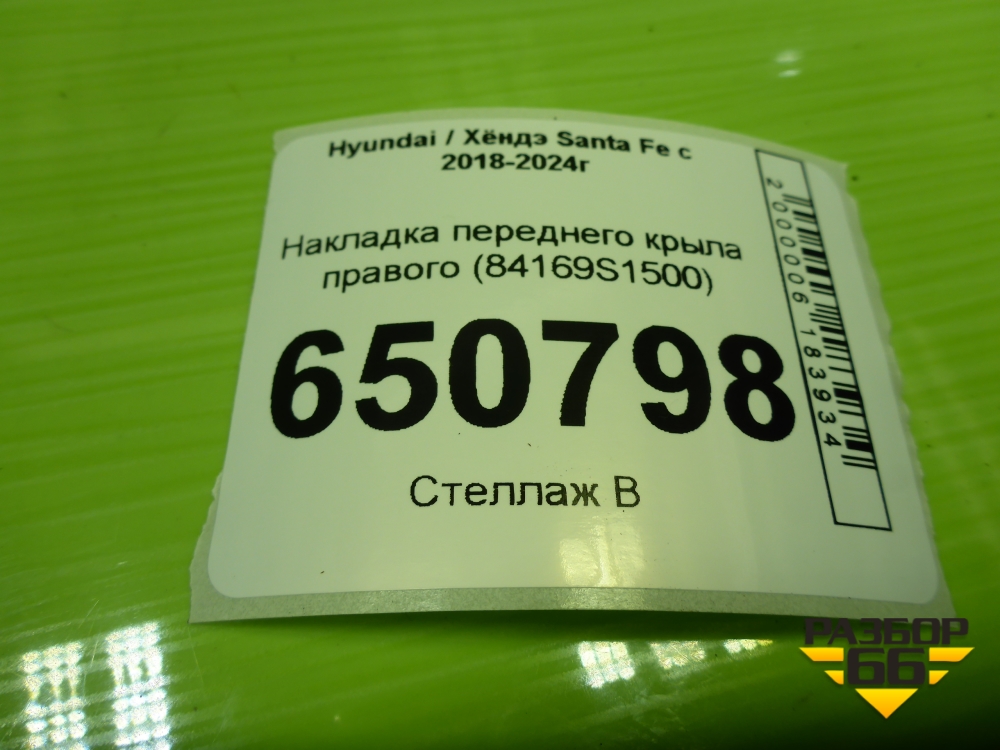 Hyundai / Хёндэ Santa Fe с
2018-2024г
Накладка переднего крыла
правого (84169S1500)
650798
Стеллаж В
2000006183934
РАЗБОР
66